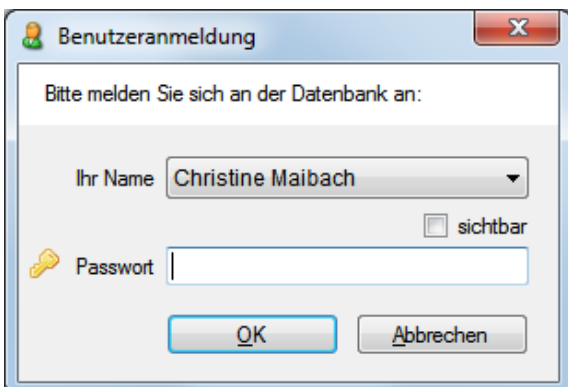 Benutzeranmeldung
Bitte melden Sie sich an der Datenbank an:
Ihr Name Christine Maibach
sichtbar
Passwort
OK Abbrechen